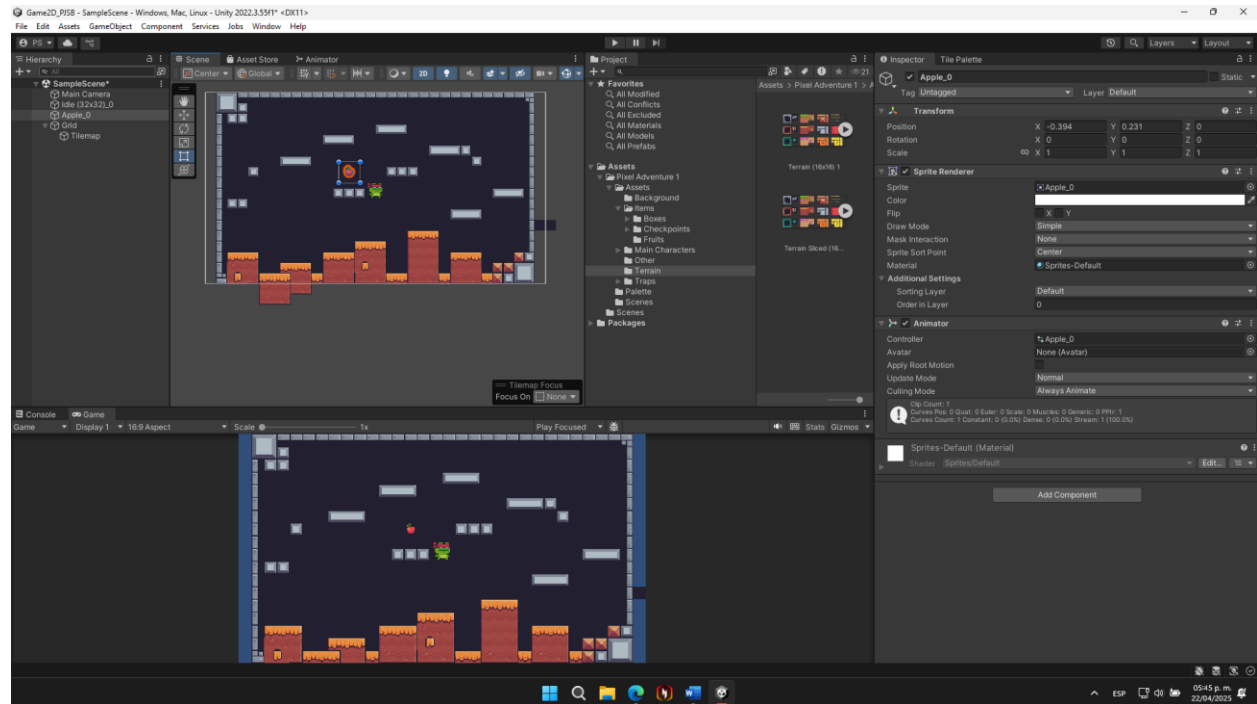 Game2D_PJSB - SampleScene - Windows, Mac, Linux - Unity 2022.3.55f1* <DX11>
File Edit Assets GameObject Component Services Jobs Window Help
PS
Layers
Layout
Hierarchy
All
SampleScene*
Main Camera
Idle (32x32)_0
Apple_0
Grid
Tilemap
Scene
Asset Store
Animator
Center
Global
2D
Tilemap Focus
Focus On
None
Project
21
Favorites
All Modified
All Conflicts
All Excluded
All Materials
All Models
All Prefabs
Assets
Pixel Adventure 1
Assets
Background
Items
Boxes
Checkpoints
Fruits
Main Characters
Other
Terrain
Traps
Palette
Scenes
Scenes
Packages
Assets > Pixel Adventure 1 > A
Terrain (16x16) 1
Terrain Sliced (16...
Inspector
Tile Palette
Apple_0
Static
Tag Untagged
Layer Default
Transform
Position X -0.394 Y 0.231 Z 0
Rotation X 0 Y 0 Z 0
Scale X 1 Y 1 Z 1
Sprite Renderer
Sprite Apple_0
Color
Flip X Y
Draw Mode Simple
Mask Interaction None
Sprite Sort Point Center
Material Sprites-Default
Additional Settings
Sorting Layer Default
Order in Layer 0
Animator
Controller Apple_0
Avatar None (Avatar)
Apply Root Motion
Update Mode Normal
Culling Mode Always Animate
Clip Count: 1
Curves Pos: 0 Quat: 0 Euler: 0 Scale: 0 Muscles: 0 Generic: 0 PPtr: 1
Curves Count: 1 Constant: 0 (0.0%) Dense: 0 (0.0%) Stream: 1 (100.0%)
Sprites-Default (Material)
Shader Sprites/Default
Edit...
Add Component
Console
Game
Game
Display 1
16:9 Aspect
Scale
1x
Play Focused
Stats
Gizmos
ESP
05:45 p. m.
22/04/2025